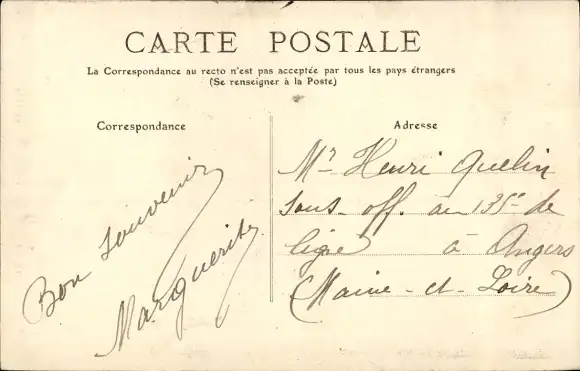 CARTE POSTALE
La Correspondance au recto n'est pas acceptée par tous les pays étrangers
(Se renseigner à la Poste)
Correspondance
Bon souvenir
Marguerite
Adresse
Mr Henri Quelin
sous-off. au 135e de
ligne à Angers
(Maine-et-Loire)